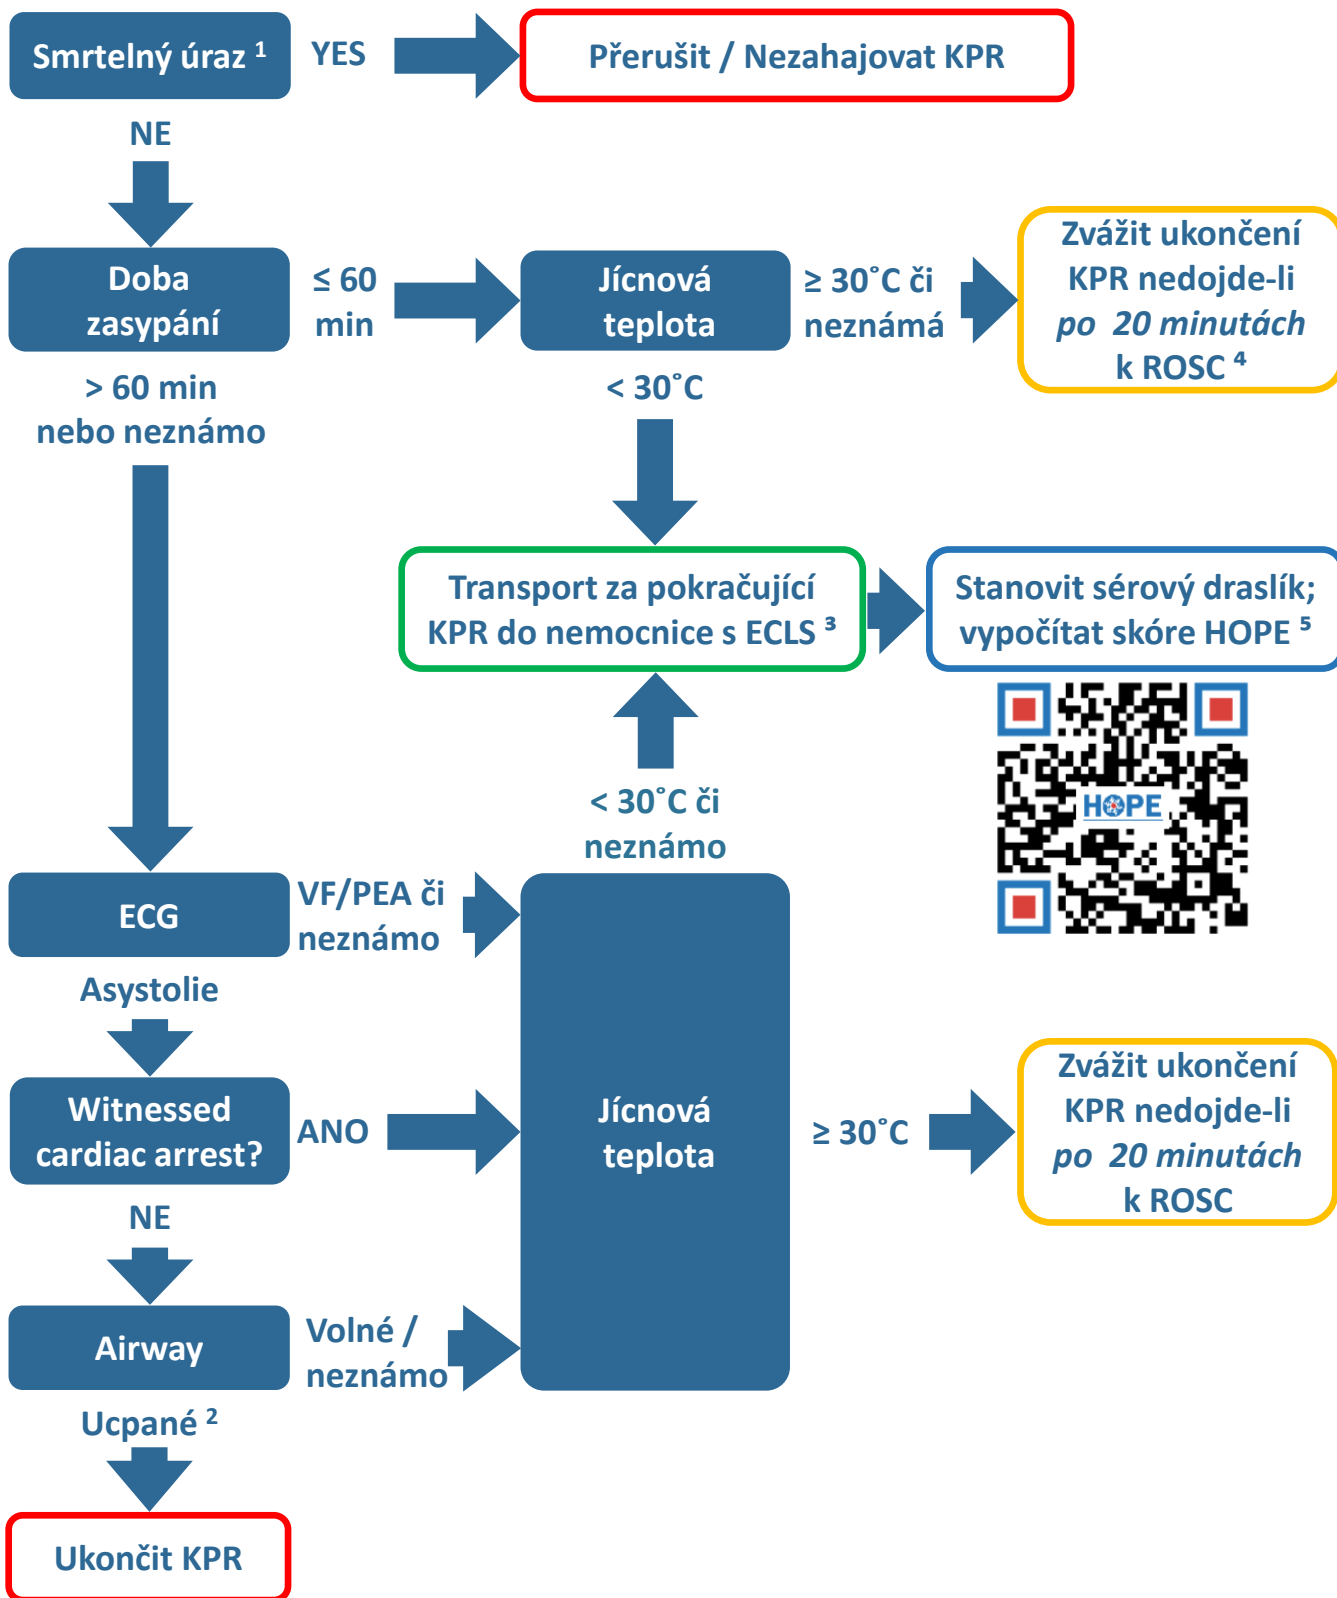 Smrtelný úraz ¹
YES
Přerušit / Nezahajovat KPR
NE
Doba
zasypání
≤ 60
min
Jícnová
teplota
≥ 30°C či
neznámá
Zvážit ukončení
KPR nedojde-li
po 20 minutách
k ROSC ⁴
> 60 min
nebo neznámo
< 30°C
Transport za pokračující
KPR do nemocnice s ECLS ³
Stanovit sérový draslík;
vypočítat skóre HOPE ⁵
HOPE
< 30°C či
neznámo
ECG
VF/PEA či
neznámo
Asystolie
Witnessed
cardiac arrest?
ANO
Jícnová
teplota
≥ 30°C
Zvážit ukončení
KPR nedojde-li
po 20 minutách
k ROSC
NE
Airway
Volné /
neznámo
Ucpané ²
Ukončit KPR